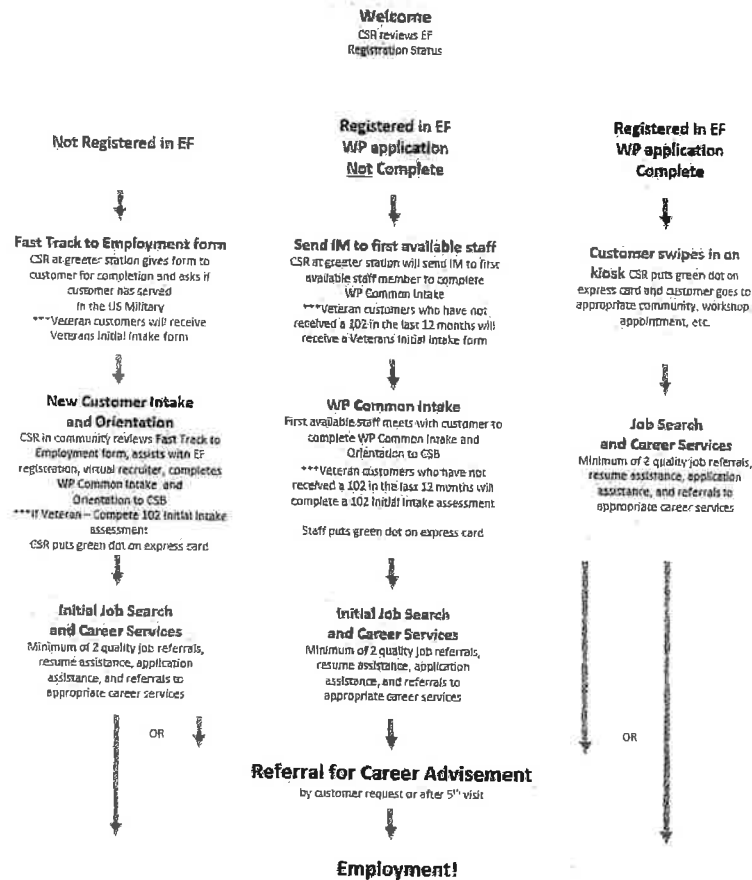 Welcome
CSR reviews EF
Registration Status
Not Registered in EF
Fast Track to Employment form
CSR at greeter station gives form to
customer for completion and asks if
customer has served
in the US Military
***Veteran customers will receive
Veterans Initial Intake form
New Customer Intake
and Orientation
CSR in community reviews Fast Track to
Employment form, assists with EF
registration, virtual recruiter, completes
WP Common Intake and
Orientation to CSB
***If Veteran – Compete 102 Initial Intake
assessment
CSR puts green dot on express card
Initial Job Search
and Career Services
Minimum of 2 quality job referrals,
resume assistance, application
assistance, and referrals to
appropriate career services
OR
Registered in EF
WP application
Not Complete
Send IM to first available staff
CSR at greeter station will send IM to first
available staff member to complete
WP Common Intake
***Veteran customers who have not
received a 102 in the last 12 months will
receive a Veterans Initial Intake form
WP Common Intake
First available staff meets with customer to
complete WP Common Intake and
Orientation to CSB
***Veteran customers who have not
received a 102 in the last 12 months will
complete a 102 Initial Intake assessment
Staff puts green dot on express card
Initial Job Search
and Career Services
Minimum of 2 quality job referrals,
resume assistance, application
assistance, and referrals to
appropriate career services
Registered in EF
WP application
Complete
Customer swipes in on
kiosk CSR puts green dot on
express card and customer goes to
appropriate community, workshop
appointment, etc.
Job Search
and Career Services
Minimum of 2 quality job referrals,
resume assistance, application
assistance, and referrals to
appropriate career services
OR
Referral for Career Advisement
by customer request or after 5th visit
Employment!